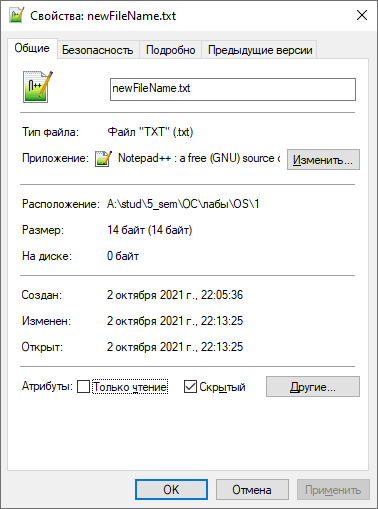 Свойства: newFileName.txt
Общие Безопасность Подробно Предыдущие версии
newFileName.txt
Тип файла: Файл "TXT" (.txt)
Приложение: Notepad++ : a free (GNU) source c Изменить...
Расположение: A:\stud\5_sem\ОС\лабы\OS\1
Размер: 14 байт (14 байт)
На диске: 0 байт
Создан: 2 октября 2021 г., 22:05:36
Изменен: 2 октября 2021 г., 22:13:25
Открыт: 2 октября 2021 г., 22:13:25
Атрибуты: Только чтение Скрытый Другие...
OK Отмена Применить